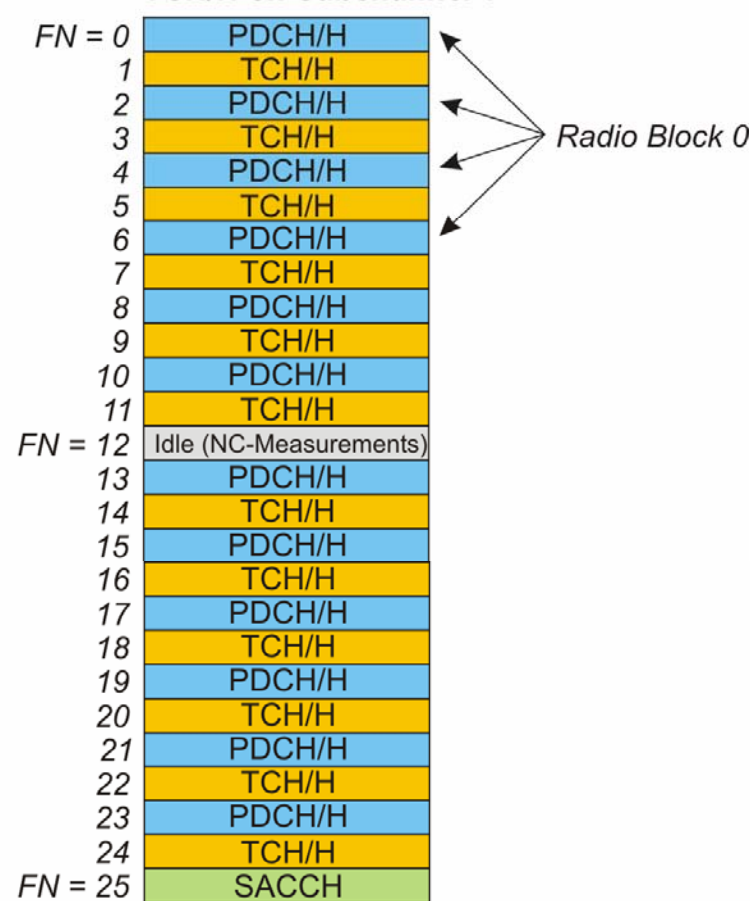 FN = 0 PDCH/H
1 TCH/H
2 PDCH/H
3 TCH/H Radio Block 0
4 PDCH/H
5 TCH/H
6 PDCH/H
7 TCH/H
8 PDCH/H
9 TCH/H
10 PDCH/H
11 TCH/H
FN = 12 Idle (NC-Measurements)
13 PDCH/H
14 TCH/H
15 PDCH/H
16 TCH/H
17 PDCH/H
18 TCH/H
19 PDCH/H
20 TCH/H
21 PDCH/H
22 TCH/H
23 PDCH/H
24 TCH/H
FN = 25 SACCH